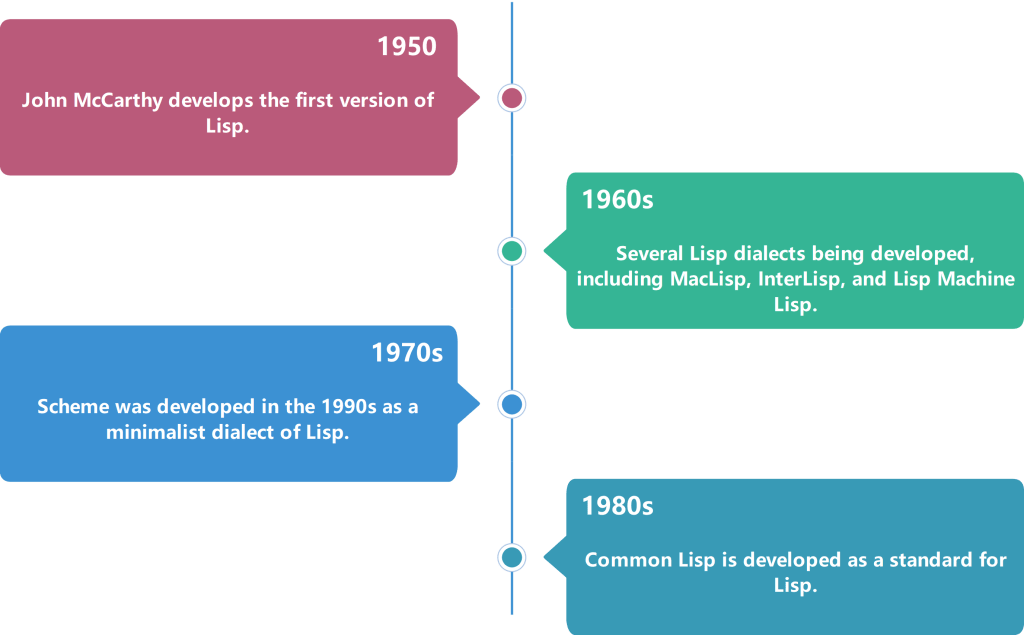 1950
John McCarthy develops the first version of
Lisp.
1960s
Several Lisp dialects being developed,
including MacLisp, InterLisp, and Lisp Machine
Lisp.
1970s
Scheme was developed in the 1990s as a
minimalist dialect of Lisp.
1980s
Common Lisp is developed as a standard for
Lisp.